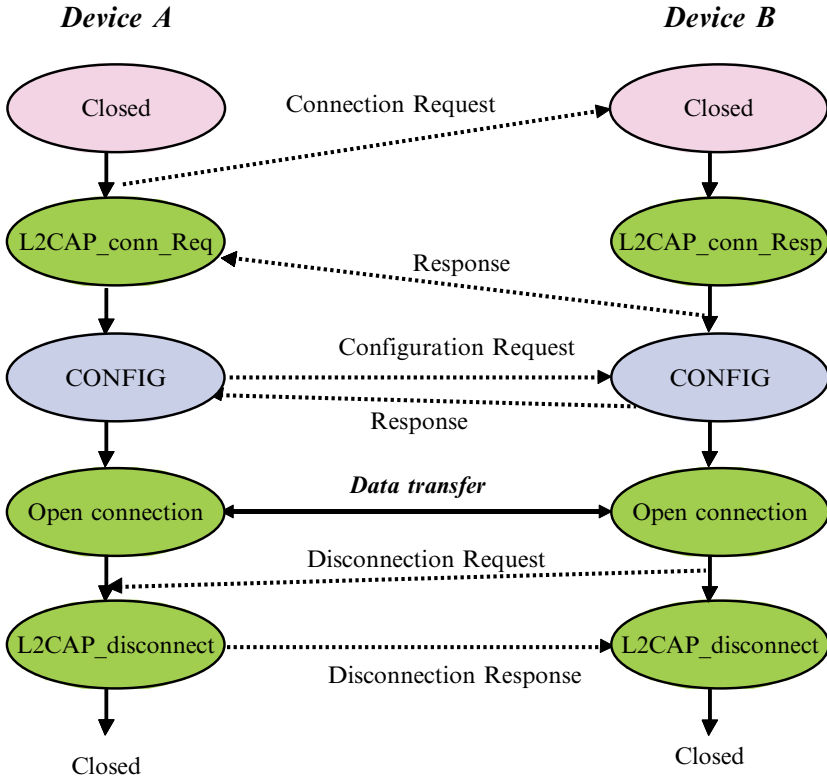 Device A
Device B
Closed
Connection Request
Closed
L2CAP_conn_Req
L2CAP_conn_Resp
Response
Configuration Request
CONFIG
CONFIG
Response
Data transfer
Open connection
Open connection
Disconnection Request
L2CAP_disconnect
L2CAP_disconnect
Disconnection Response
Closed
Closed